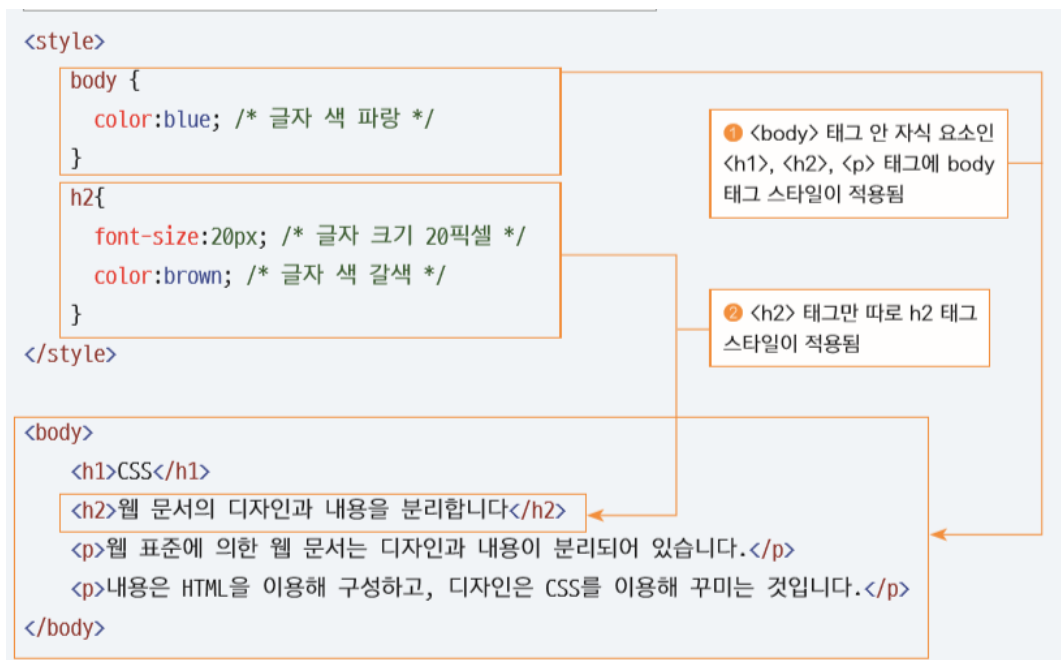 <style>
body {
color:blue; /* 글자 색 파랑 */
}
h2{
font-size:20px; /* 글자 크기 20픽셀 */
color:brown; /* 글자 색 갈색 */
}
</style>
❶ <body> 태그 안 자식 요소인
<h1>, <h2>, <p> 태그에 body
태그 스타일이 적용됨
❷ <h2> 태그만 따로 h2 태그
스타일이 적용됨
<body>
<h1>CSS</h1>
<h2>웹 문서의 디자인과 내용을 분리합니다</h2>
<p>웹 표준에 의한 웹 문서는 디자인과 내용이 분리되어 있습니다.</p>
<p>내용은 HTML을 이용해 구성하고, 디자인은 CSS를 이용해 꾸미는 것입니다.</p>
</body>